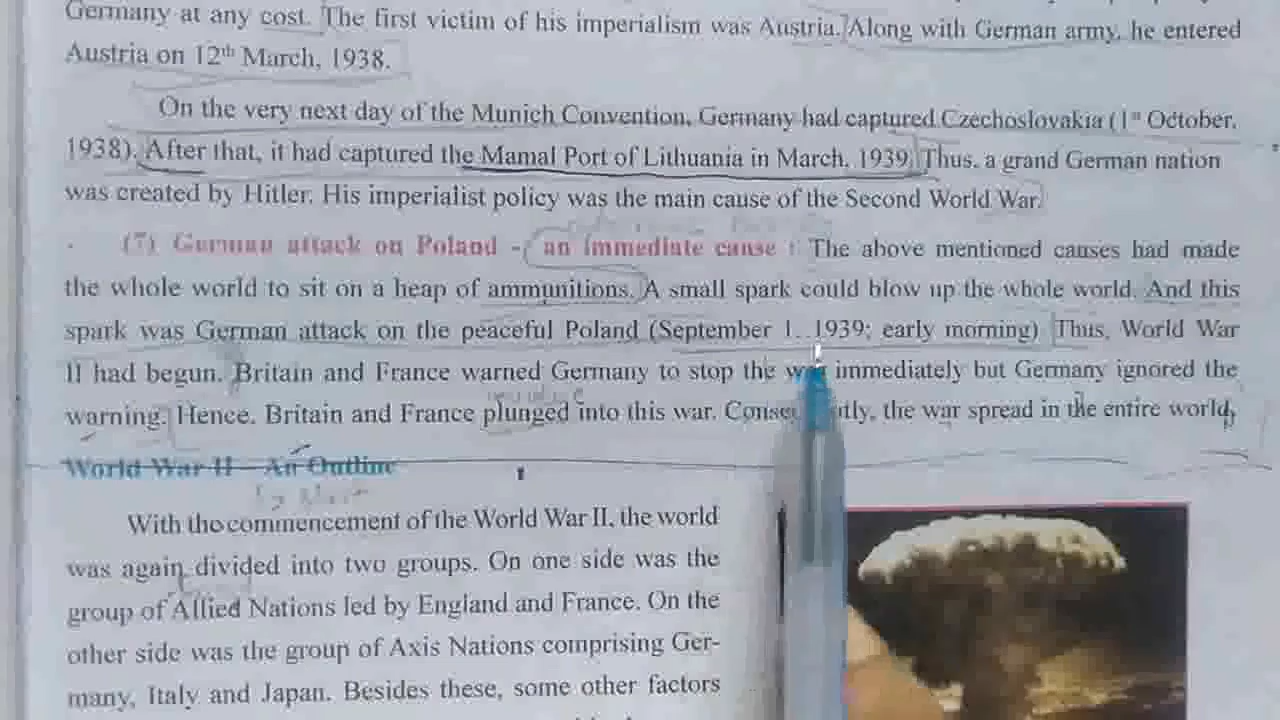 Germany at any cost. The first victim of his imperialism was Austria. Along with German army, he entered
Austria on 12th March, 1938.
On the very next day of the Munich Convention, Germany had captured Czechoslovakia (1st October,
1938). After that, it had captured the Mamal Port of Lithuania in March, 1939. Thus, a grand German nation
was created by Hitler. His imperialist policy was the main cause of the Second World War.
(7) German attack on Poland - an immediate cause : The above mentioned causes had made
the whole world to sit on a heap of ammunitions. A small spark could blow up the whole world. And this
spark was German attack on the peaceful Poland (September 1, 1939; early morning) Thus, World War
II had begun. Britain and France warned Germany to stop the war immediately but Germany ignored the
warning. Hence, Britain and France plunged into this war. the war spread in the entire world.
World War II – An Outline
With the commencement of the World War II, the world
was again divided into two groups. On one side was the
group of Allied Nations led by England and France. On the
other side was the group of Axis Nations comprising Ger-
many, Italy and Japan. Besides these, some other factors